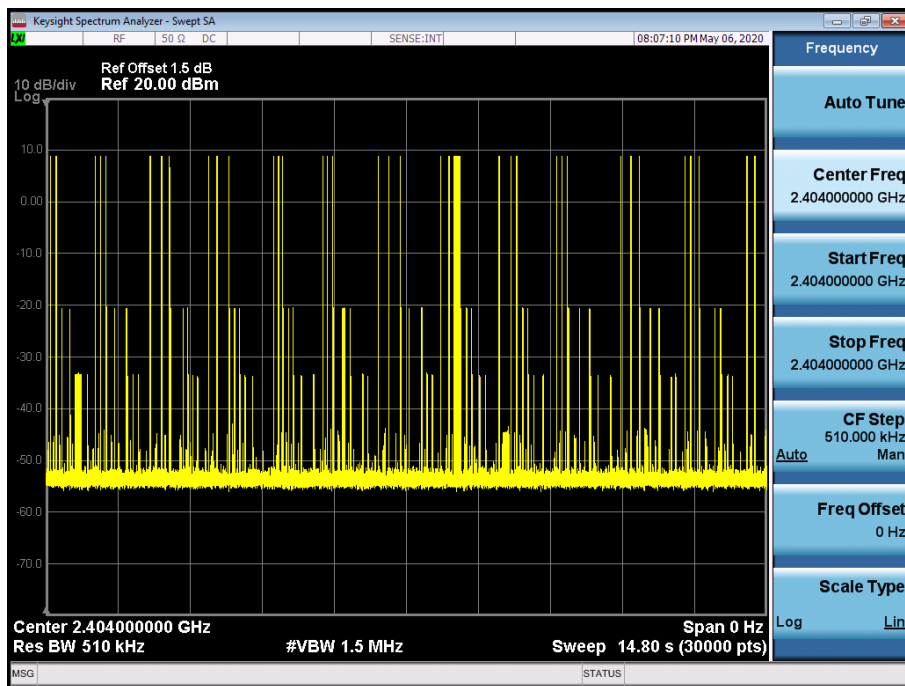 Keysight Spectrum Analyzer - Swept SA
LXI RF 50 Ω DC SENSE:INT 08:07:10 PM May 06, 2020
Frequency
Ref Offset 1.5 dB
10 dB/div Ref 20.00 dBm
Log
10.0
0.00
-10.0
-20.0
-30.0
-40.0
-50.0
-60.0
-70.0
Center 2.404000000 GHz Span 0 Hz
Res BW 510 kHz #VBW 1.5 MHz Sweep 14.80 s (30000 pts)
Auto Tune
Center Freq
2.404000000 GHz
Start Freq
2.404000000 GHz
Stop Freq
2.404000000 GHz
CF Step
510.000 kHz
Auto Man
Freq Offset
0 Hz
Scale Type
Log Lin
MSG STATUS